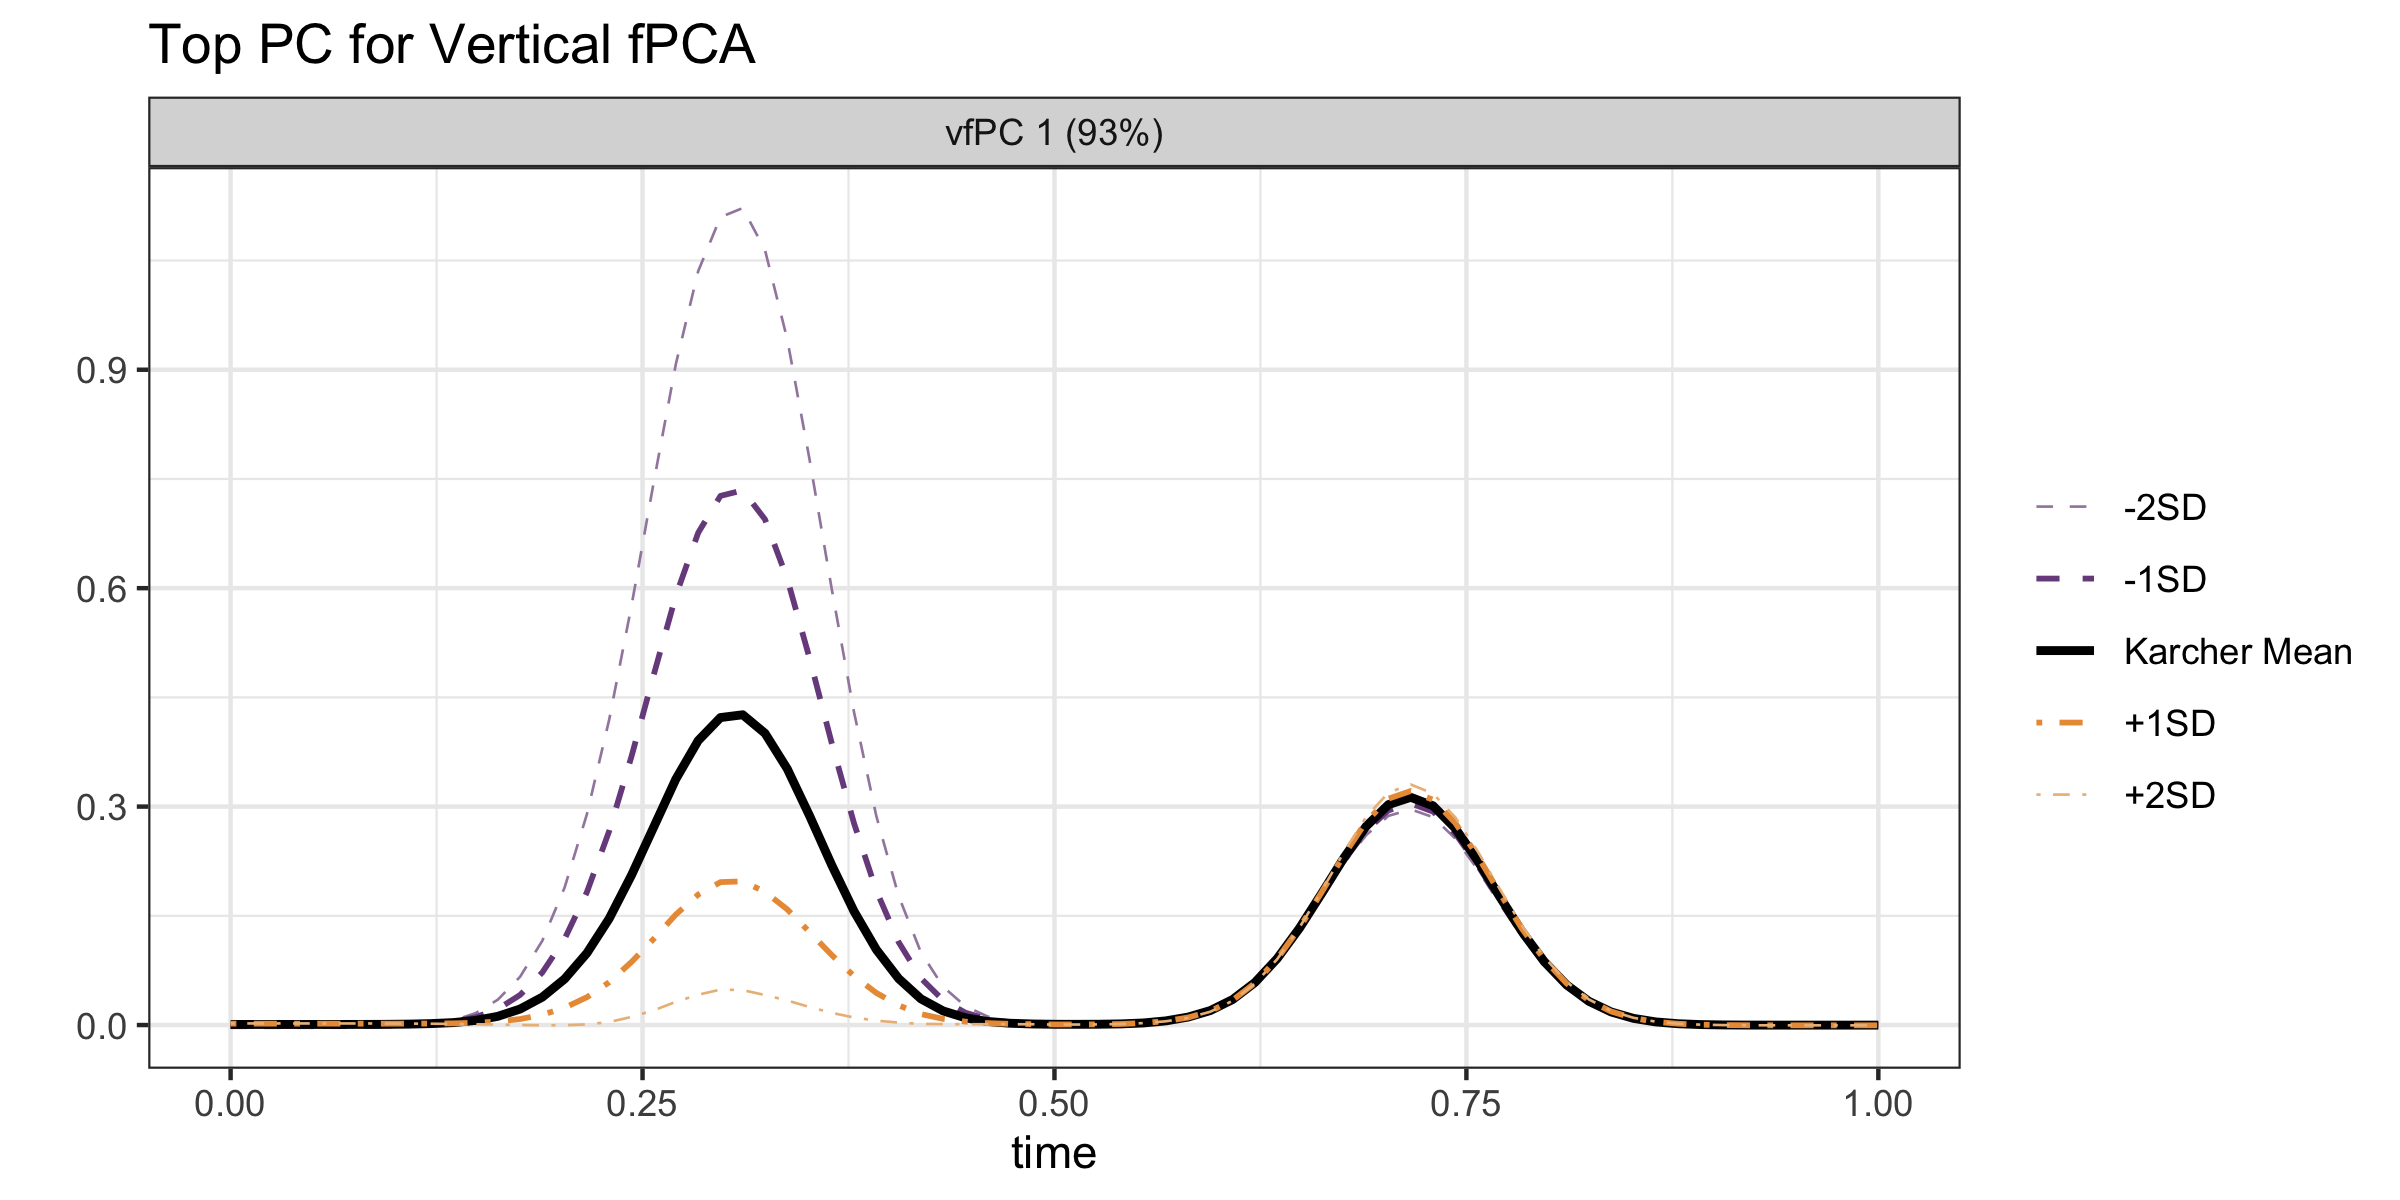 Top PC for Vertical fPCA
vfPC 1 (93%)
0.9
0.6
0.3
0.0
0.00 0.25 0.50 0.75 1.00
time
-2SD
-1SD
Karcher Mean
+1SD
+2SD